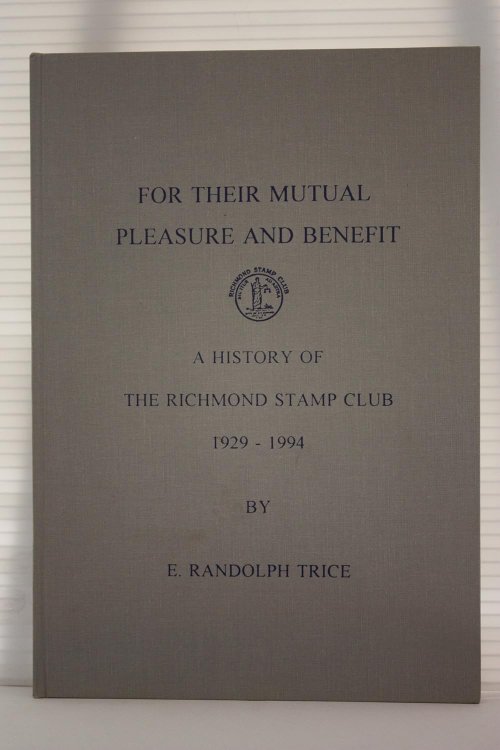 FOR THEIR MUTUAL
PLEASURE AND BENEFIT
RICHMOND STAMP CLUB
A HISTORY OF
THE RICHMOND STAMP CLUB
1929 - 1994
BY
E. RANDOLPH TRICE